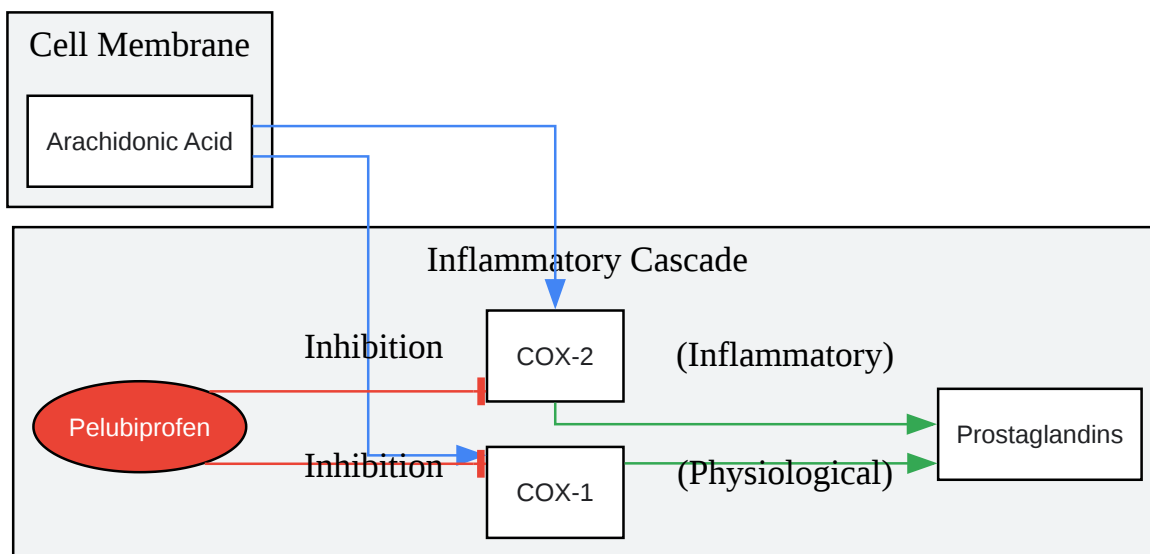 Cell Membrane
Arachidonic Acid
Inflammatory Cascade
Inhibition
COX-2
(Inflammatory)
Pelubiprofen
Prostaglandins
Inhibition
COX-1
(Physiological)